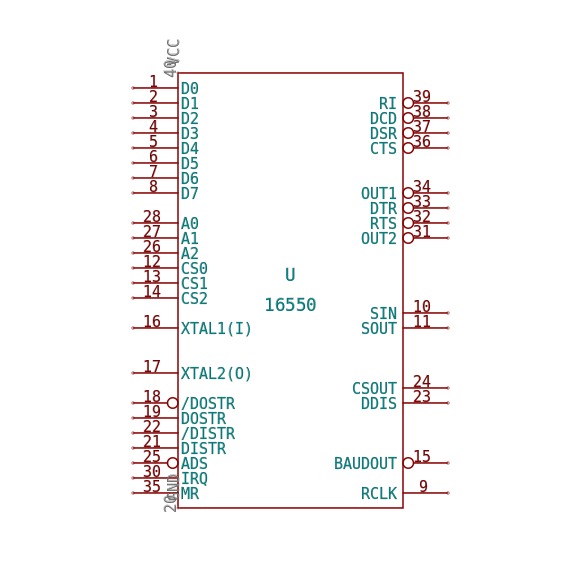 40 VCC
1 D0
2 D1
3 D2
4 D3
5 D4
6 D5
7 D6
8 D7
28 A0
27 A1
26 A2
12 CS0
13 CS1
14 CS2
16 XTAL1(I)
17 XTAL2(O)
18 /DOSTR
19 DOSTR
22 /DISTR
21 DISTR
25 ADS
30 IRQ
35 MR
20 GND
U
16550
RI 39
DCD 38
DSR 37
CTS 36
OUT1 34
DTR 33
RTS 32
OUT2 31
SIN 10
SOUT 11
CSOUT 24
DDIS 23
BAUDOUT 15
RCLK 9